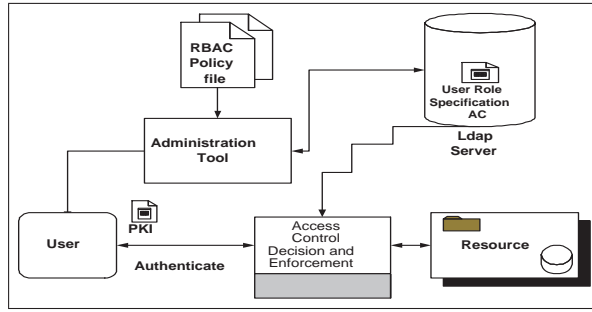 RBAC
Policy
file
User Role
Specification
AC
Ldap
Server
Administration
Tool
PKI
User
Authenticate
Access
Control
Decision and
Enforcement
Resource